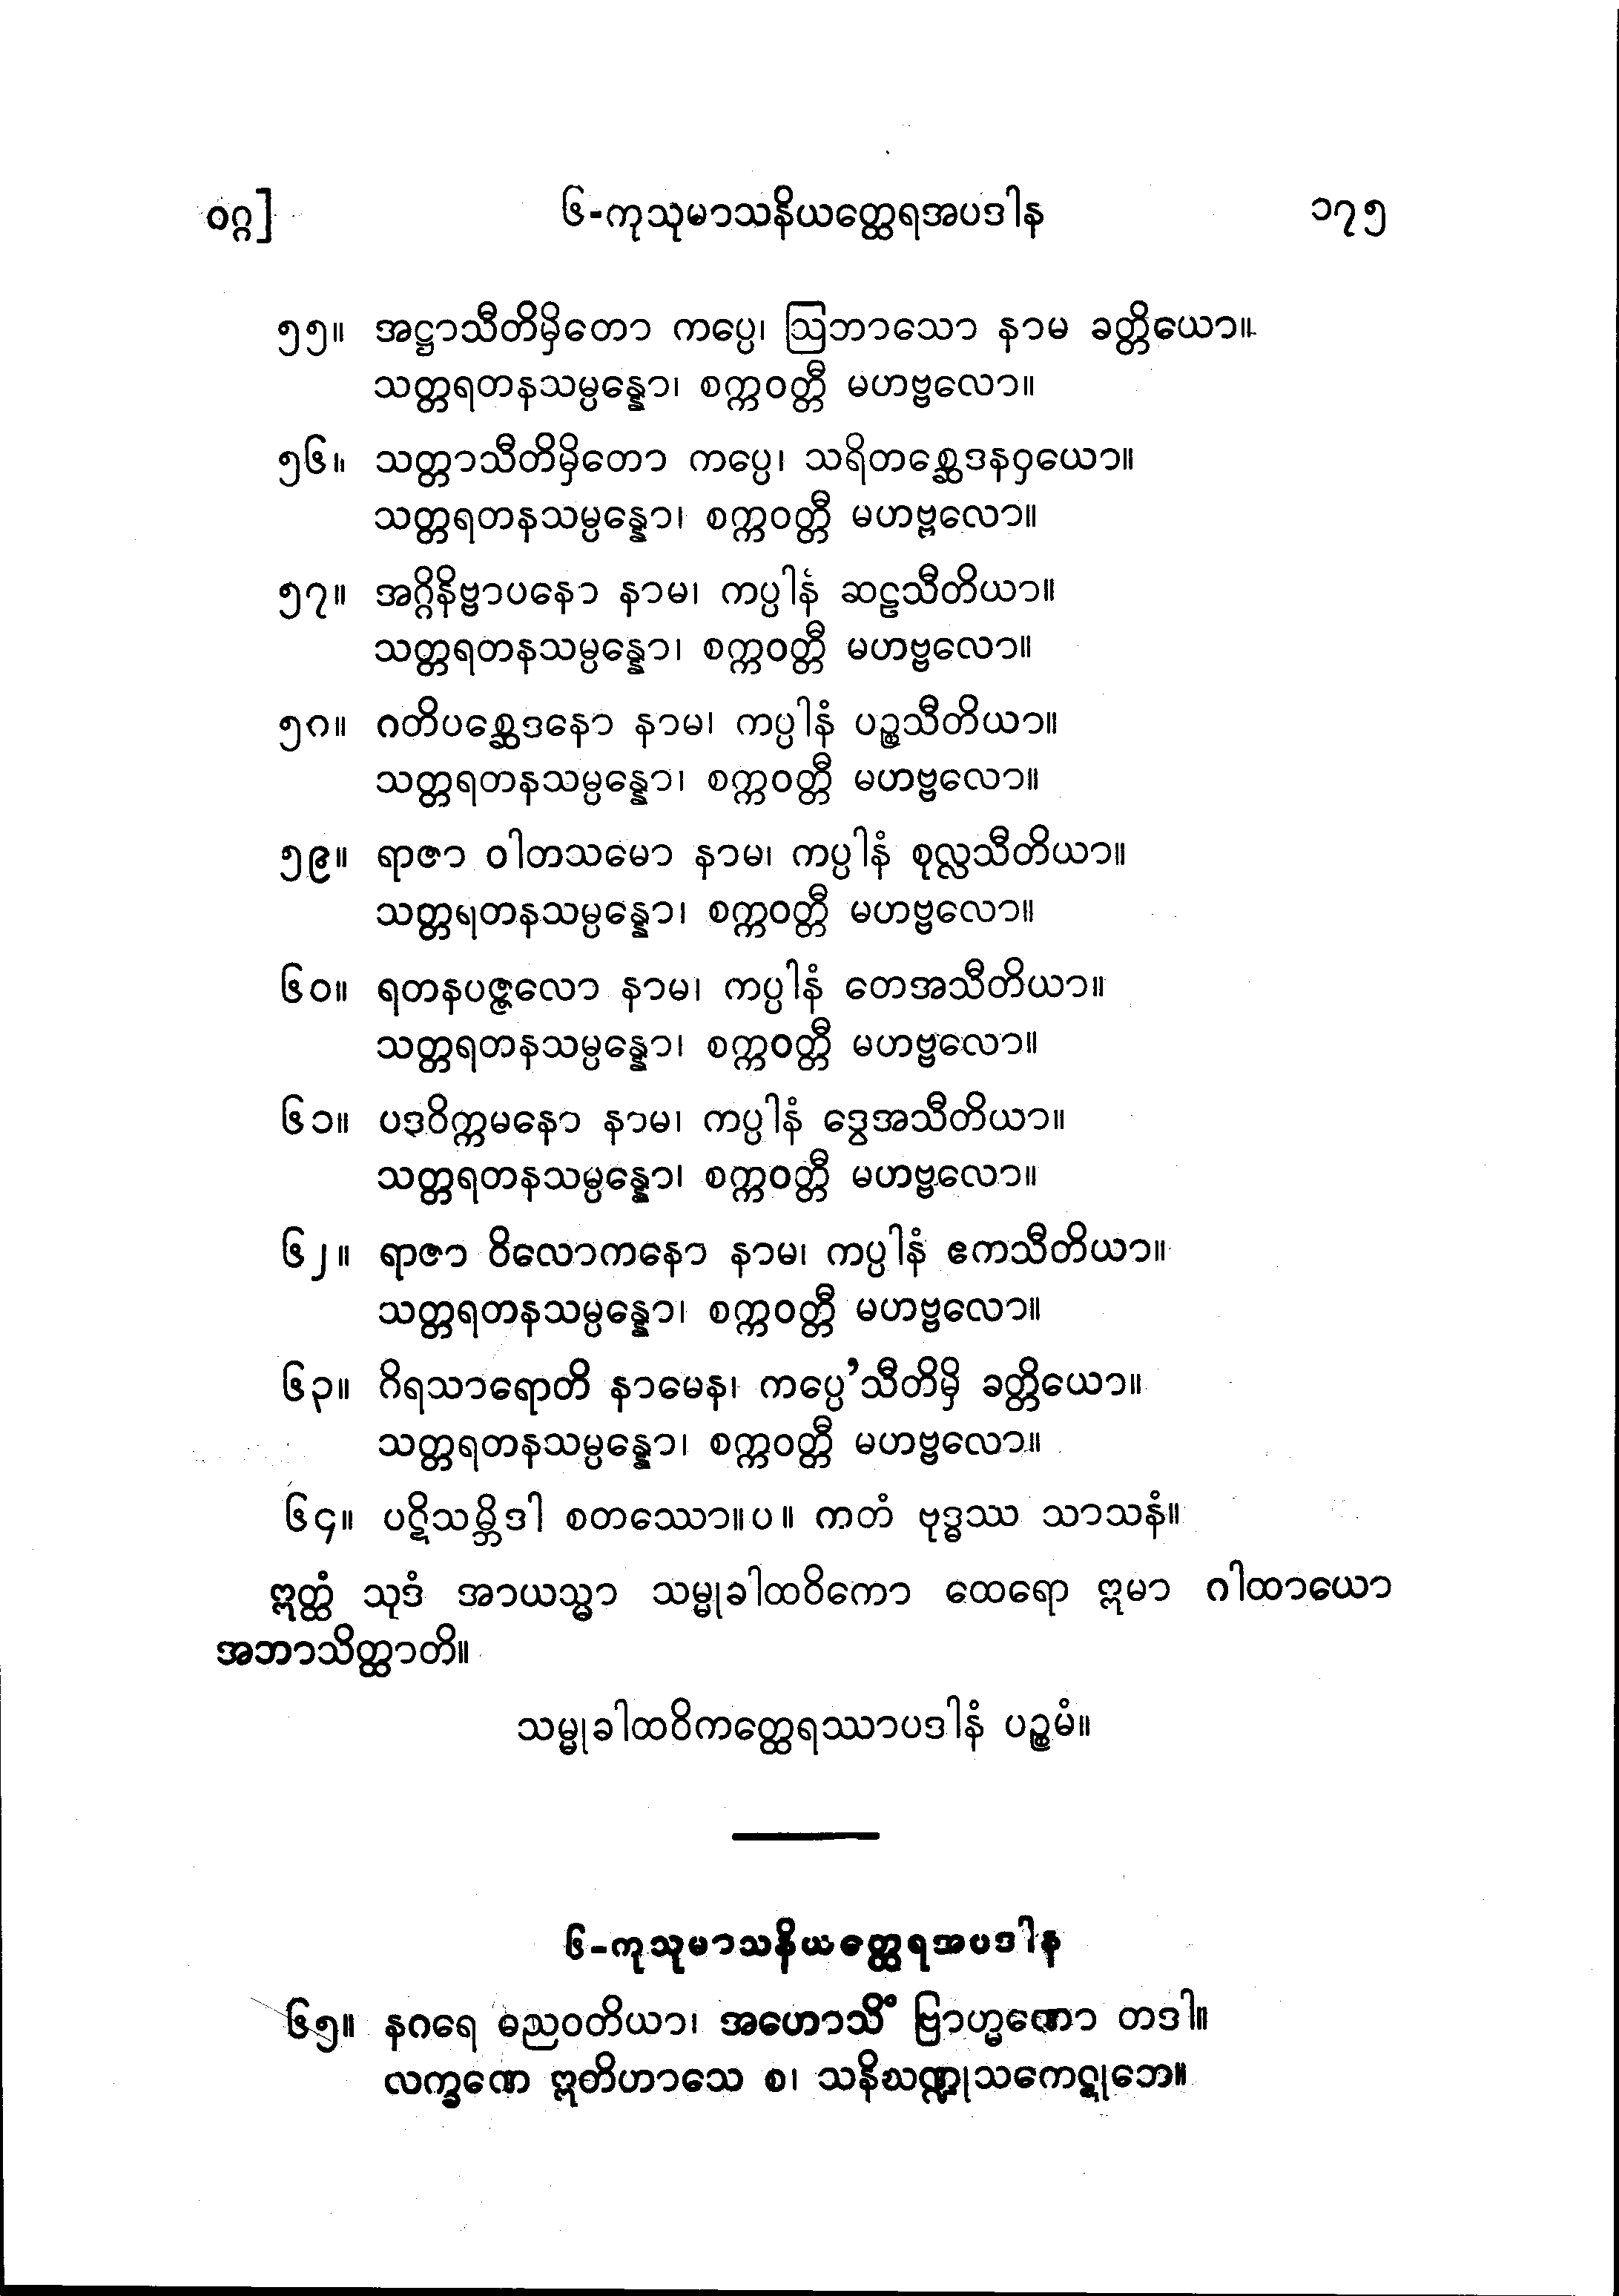 ဝဂ္ဂ] ၆-ကုသုမာသနိယတ္ထေရအပဒါန ၁၇၅
၅၅။ အဋ္ဌာသီတိမှိတော ကပ္ပေ၊ ဩဘာသော နာမ ခတ္တိယော။
သတ္တရတနသမ္ပန္နော၊ စက္ကဝတ္တီ မဟဗ္ဗလော။
၅၆။ သတ္တာသီတိမှိတော ကပ္ပေ၊ သရိတစ္ဆေဒနဝှယော။
သတ္တရတနသမ္ပန္နော၊ စက္ကဝတ္တီ မဟဗ္ဗလော။
၅၇။ အဂ္ဂိနိဗ္ဗာပနော နာမ၊ ကပ္ပါနံ ဆဠသီတိယာ။
သတ္တရတနသမ္ပန္နော၊ စက္ကဝတ္တီ မဟဗ္ဗလော။
၅၈။ ဂတိပစ္ဆေဒနော နာမ၊ ကပ္ပါနံ ပဉ္စသီတိယာ။
သတ္တရတနသမ္ပန္နော၊ စက္ကဝတ္တီ မဟဗ္ဗလော။
၅၉။ ရာဇာ ဝါတသမော နာမ၊ ကပ္ပါနံ စုလ္လသီတိယာ။
သတ္တရတနသမ္ပန္နော၊ စက္ကဝတ္တီ မဟဗ္ဗလော။
၆၀။ ရတနပဇ္ဇလော နာမ၊ ကပ္ပါနံ တေအသီတိယာ။
သတ္တရတနသမ္ပန္နော၊ စက္ကဝတ္တီ မဟဗ္ဗလော။
၆၁။ ပဒဝိက္ကမနော နာမ၊ ကပ္ပါနံ ဒွေအသီတိယာ။
သတ္တရတနသမ္ပန္နော၊ စက္ကဝတ္တီ မဟဗ္ဗလော။
၆၂။ ရာဇာ ဝိလောကနော နာမ၊ ကပ္ပါနံ ဧကသီတိယာ။
သတ္တရတနသမ္ပန္နော၊ စက္ကဝတ္တီ မဟဗ္ဗလော။
၆၃။ ဂိရသာရောတိ နာမေန၊ ကပ္ပေ’သီတိမှိ ခတ္တိယော။
သတ္တရတနသမ္ပန္နော၊ စက္ကဝတ္တီ မဟဗ္ဗလော။
၆၄။ ပဋိသမ္ဘိဒါ စတဿော။ပ။ ကတံ ဗုဒ္ဓဿ သာသနံ။
ဣတ္ထံ သုဒံ အာယသ္မာ သမ္မုခါထဝိကော ထေရော ဣမာ ဂါထာယော
အဘာသိတ္ထာတိ။
သမ္မုခါထဝိကတ္ထေရဿာပဒါနံ ပဉ္စမံ။
၆-ကုသုမာသနိယတ္ထေရအပဒါန
၆၅။ နဂရေ ဓညဝတိယာ၊ အဟောသိံ ဗြာဟ္မဏော တဒါ။
လက္ခဏေ ဣတိဟာသေ စ၊ သနိဃဏ္ဍုသကေဋုဘေ။